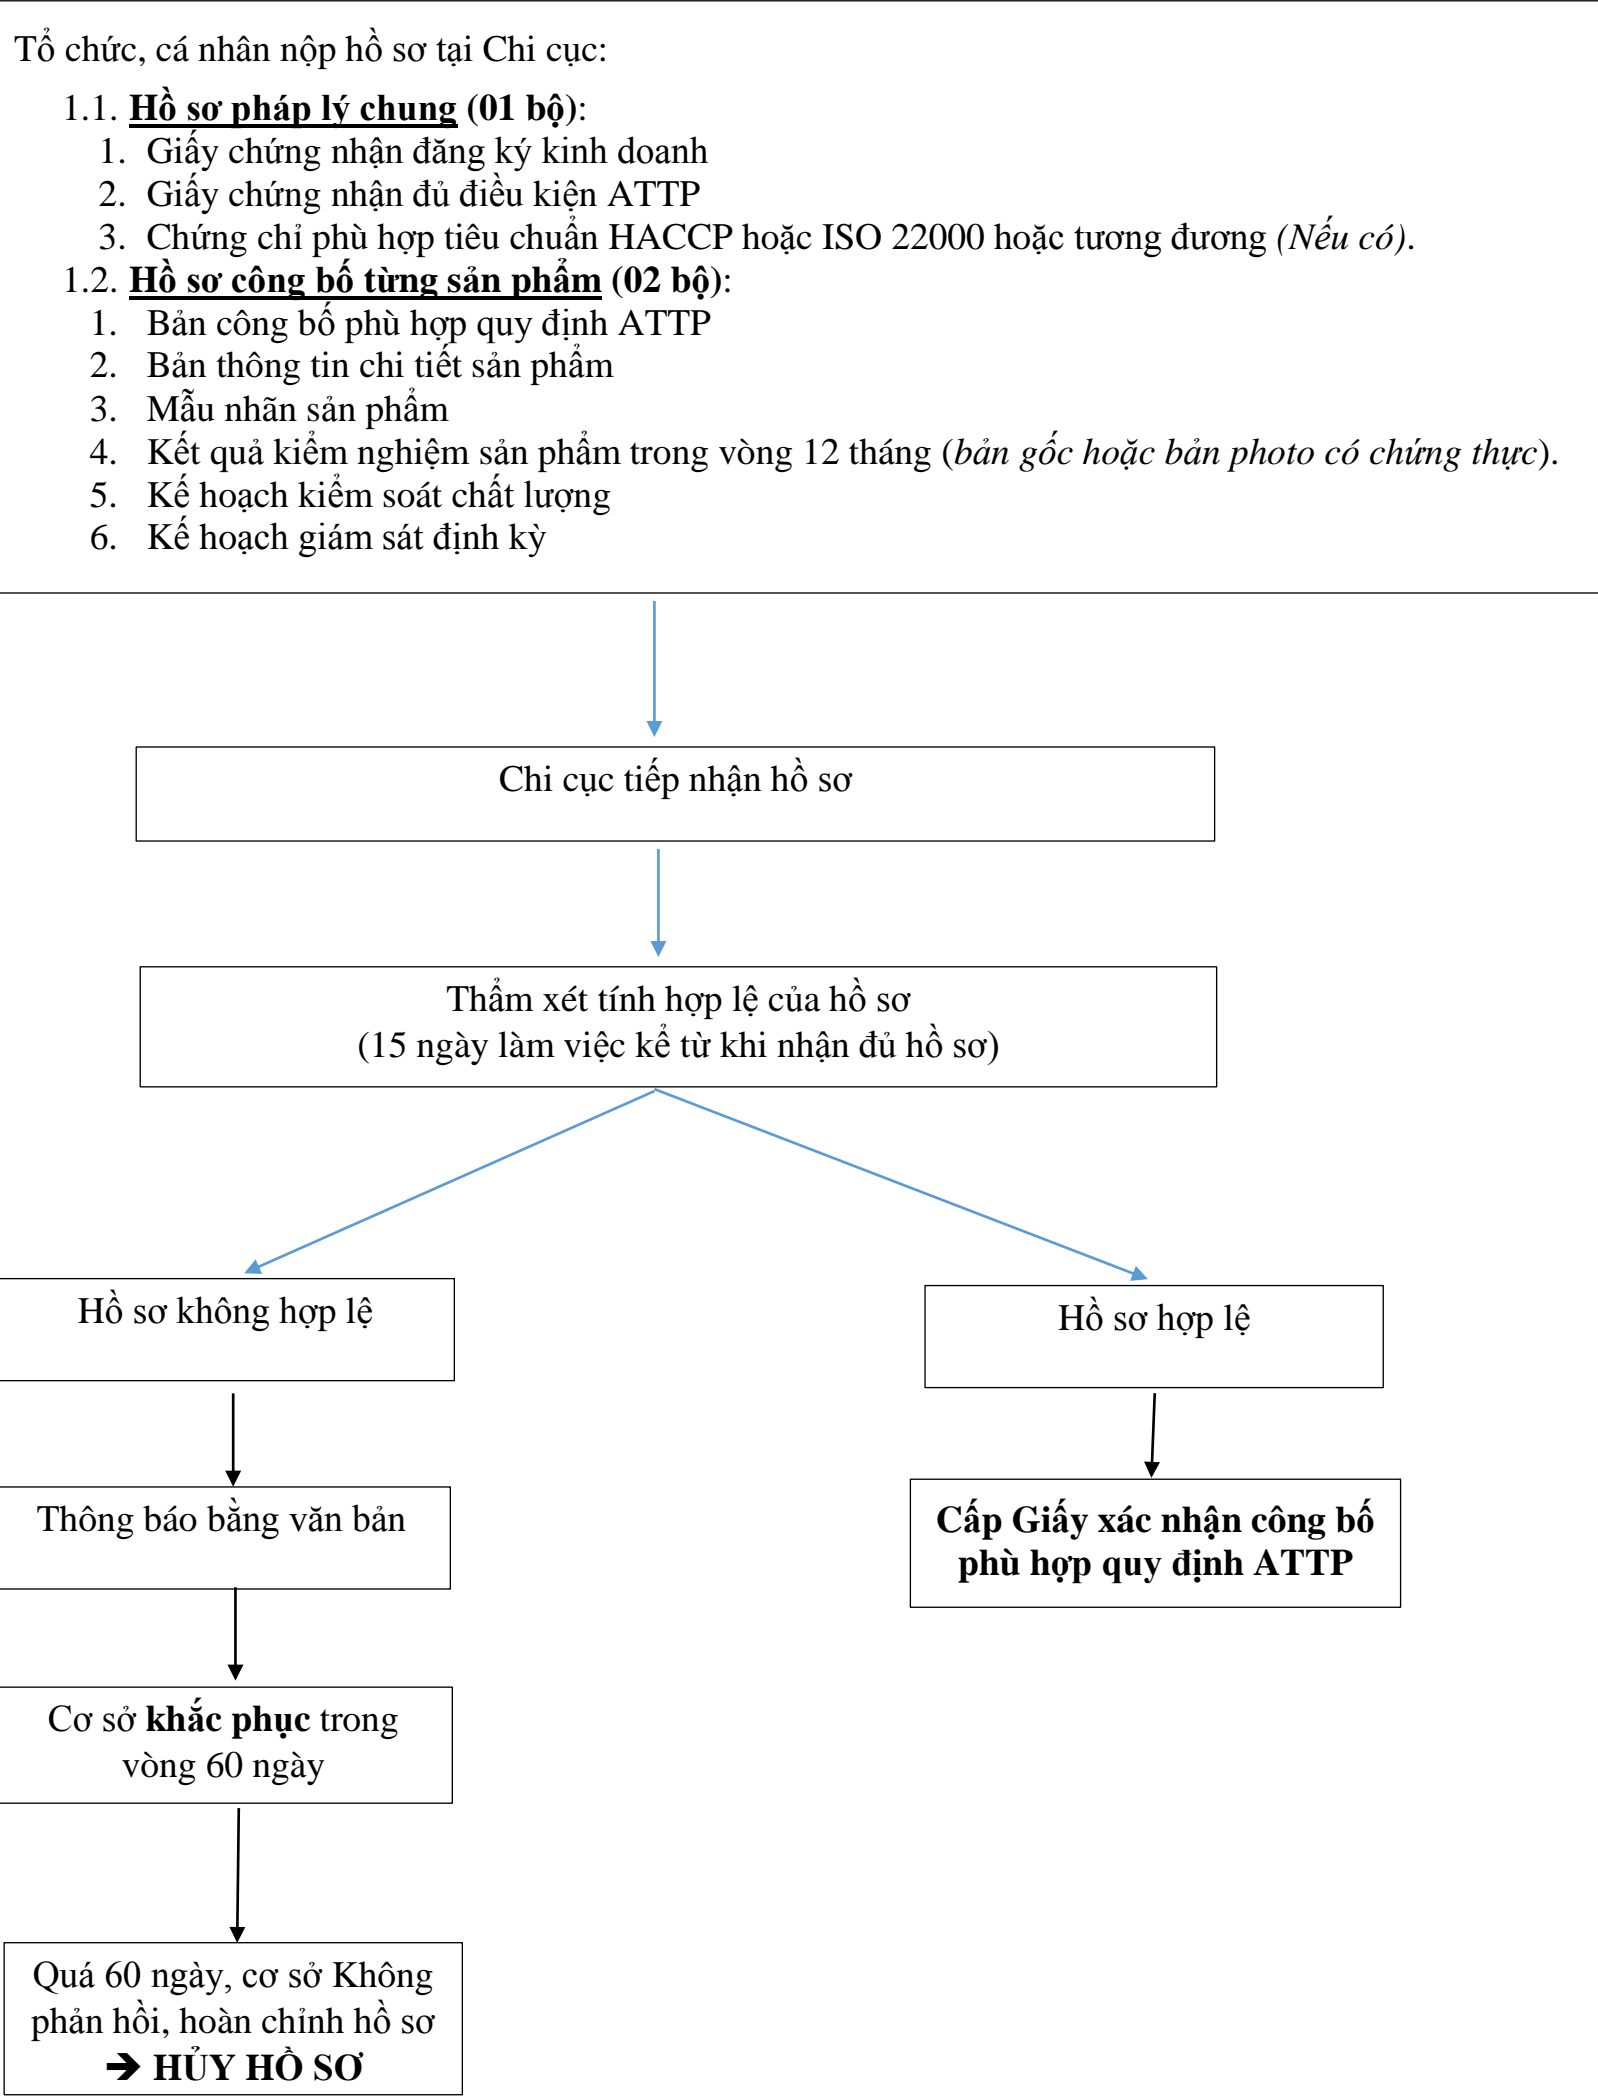 Tổ chức, cá nhân nộp hồ sơ tại Chi cục:
1.1. Hồ sơ pháp lý chung (01 bộ):
1. Giấy chứng nhận đăng ký kinh doanh
2. Giấy chứng nhận đủ điều kiện ATTP
3. Chứng chỉ phù hợp tiêu chuẩn HACCP hoặc ISO 22000 hoặc tương đương (Nếu có).
1.2. Hồ sơ công bố từng sản phẩm (02 bộ):
1. Bản công bố phù hợp quy định ATTP
2. Bản thông tin chi tiết sản phẩm
3. Mẫu nhãn sản phẩm
4. Kết quả kiểm nghiệm sản phẩm trong vòng 12 tháng (bản gốc hoặc bản photo có chứng thực).
5. Kế hoạch kiểm soát chất lượng
6. Kế hoạch giám sát định kỳ
Chi cục tiếp nhận hồ sơ
Thẩm xét tính hợp lệ của hồ sơ
(15 ngày làm việc kể từ khi nhận đủ hồ sơ)
Hồ sơ không hợp lệ
Hồ sơ hợp lệ
Thông báo bằng văn bản
Cấp Giấy xác nhận công bố
phù hợp quy định ATTP
Cơ sở khắc phục trong
vòng 60 ngày
Quá 60 ngày, cơ sở Không
phản hồi, hoàn chỉnh hồ sơ
➔ HỦY HỒ SƠ